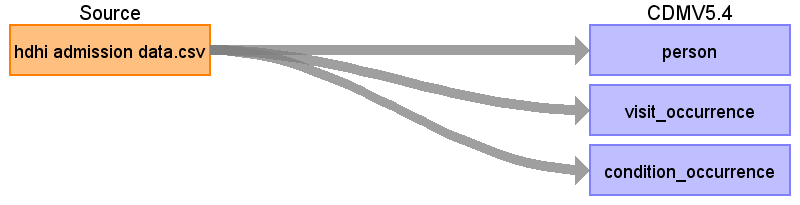 Source
CDMV5.4
hdhi admission data.csv
person
visit_occurrence
condition_occurrence